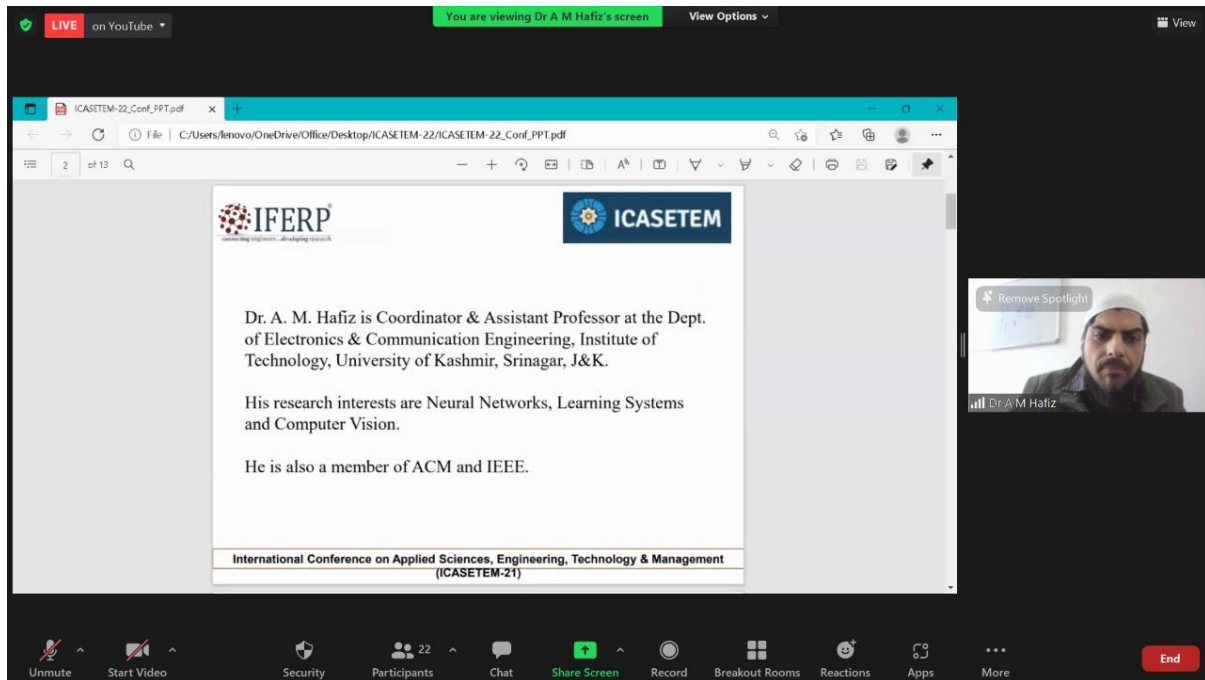 LIVE on YouTube
You are viewing Dr A M Hafiz's screen
View Options
View
ICASETEM-22_Conf_PPT.pdf
File | C:/Users/lenovo/OneDrive/Office/Desktop/ICASETEM-22/ICASETEM-22_Conf_PPT.pdf
2 of 13
IFERP
connecting engineers...developing research
ICASETEM
Dr. A. M. Hafiz is Coordinator & Assistant Professor at the Dept.
of Electronics & Communication Engineering, Institute of
Technology, University of Kashmir, Srinagar, J&K.
His research interests are Neural Networks, Learning Systems
and Computer Vision.
He is also a member of ACM and IEEE.
International Conference on Applied Sciences, Engineering, Technology & Management
(ICASETEM-21)
Remove Spotlight
Dr A M Hafiz
Unmute
Start Video
Security
22
Participants
Chat
Share Screen
Record
Breakout Rooms
Reactions
Apps
More
End